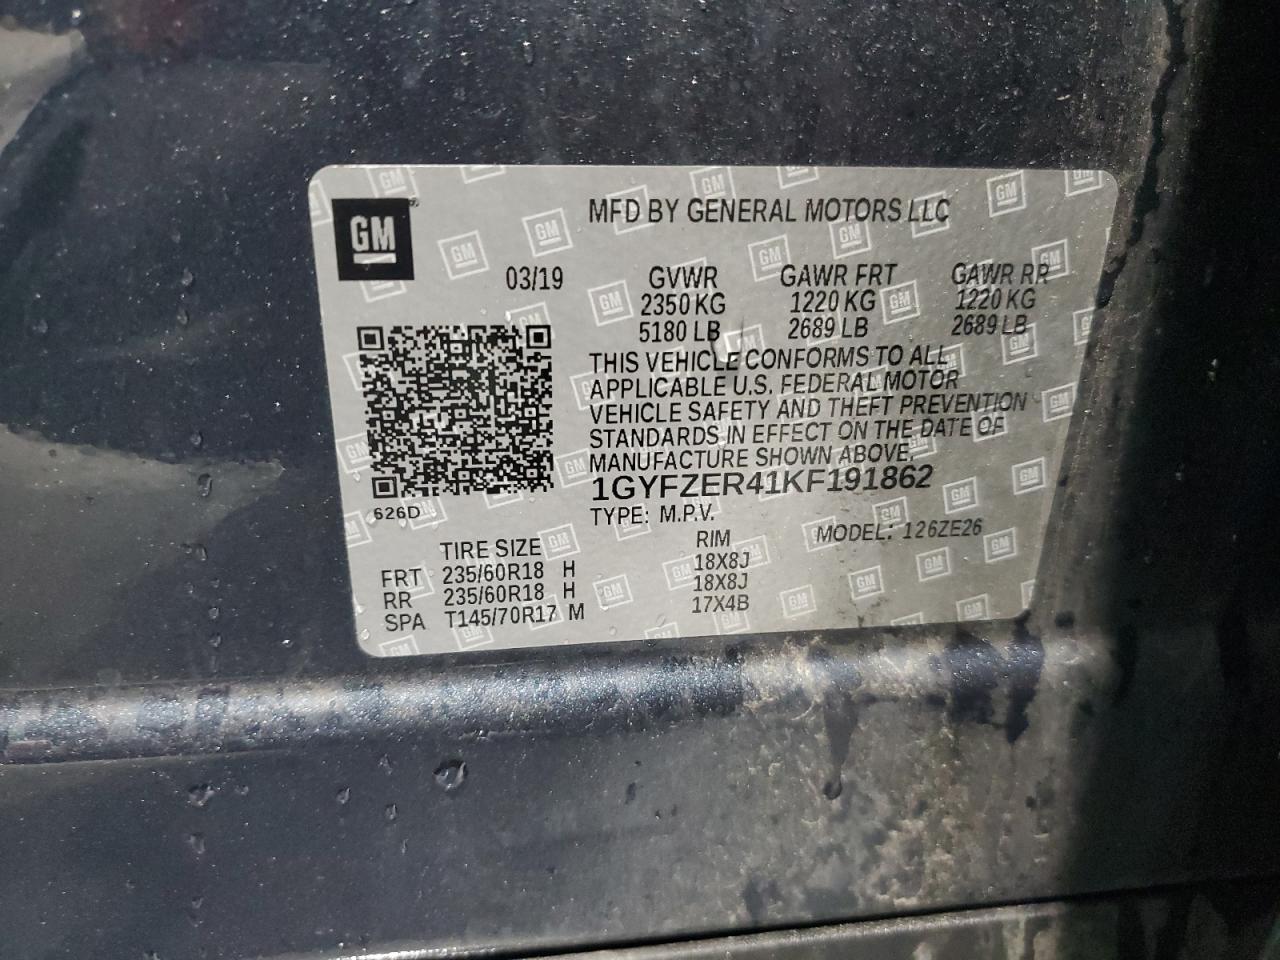 GM
MFD BY GENERAL MOTORS LLC
03/19 GVWR GAWR FRT GAWR RR
2350 KG 1220 KG 1220 KG
5180 LB 2689 LB 2689 LB
THIS VEHICLE CONFORMS TO ALL
APPLICABLE U.S. FEDERAL MOTOR
VEHICLE SAFETY AND THEFT PREVENTION
STANDARDS IN EFFECT ON THE DATE OF
MANUFACTURE SHOWN ABOVE.
1GYFZER41KF191862
626D
TYPE: M.P.V. MODEL: 126ZE26
TIRE SIZE RIM
FRT 235/60R18 H 18X8J
RR 235/60R18 H 18X8J
SPA T145/70R17 M 17X4B